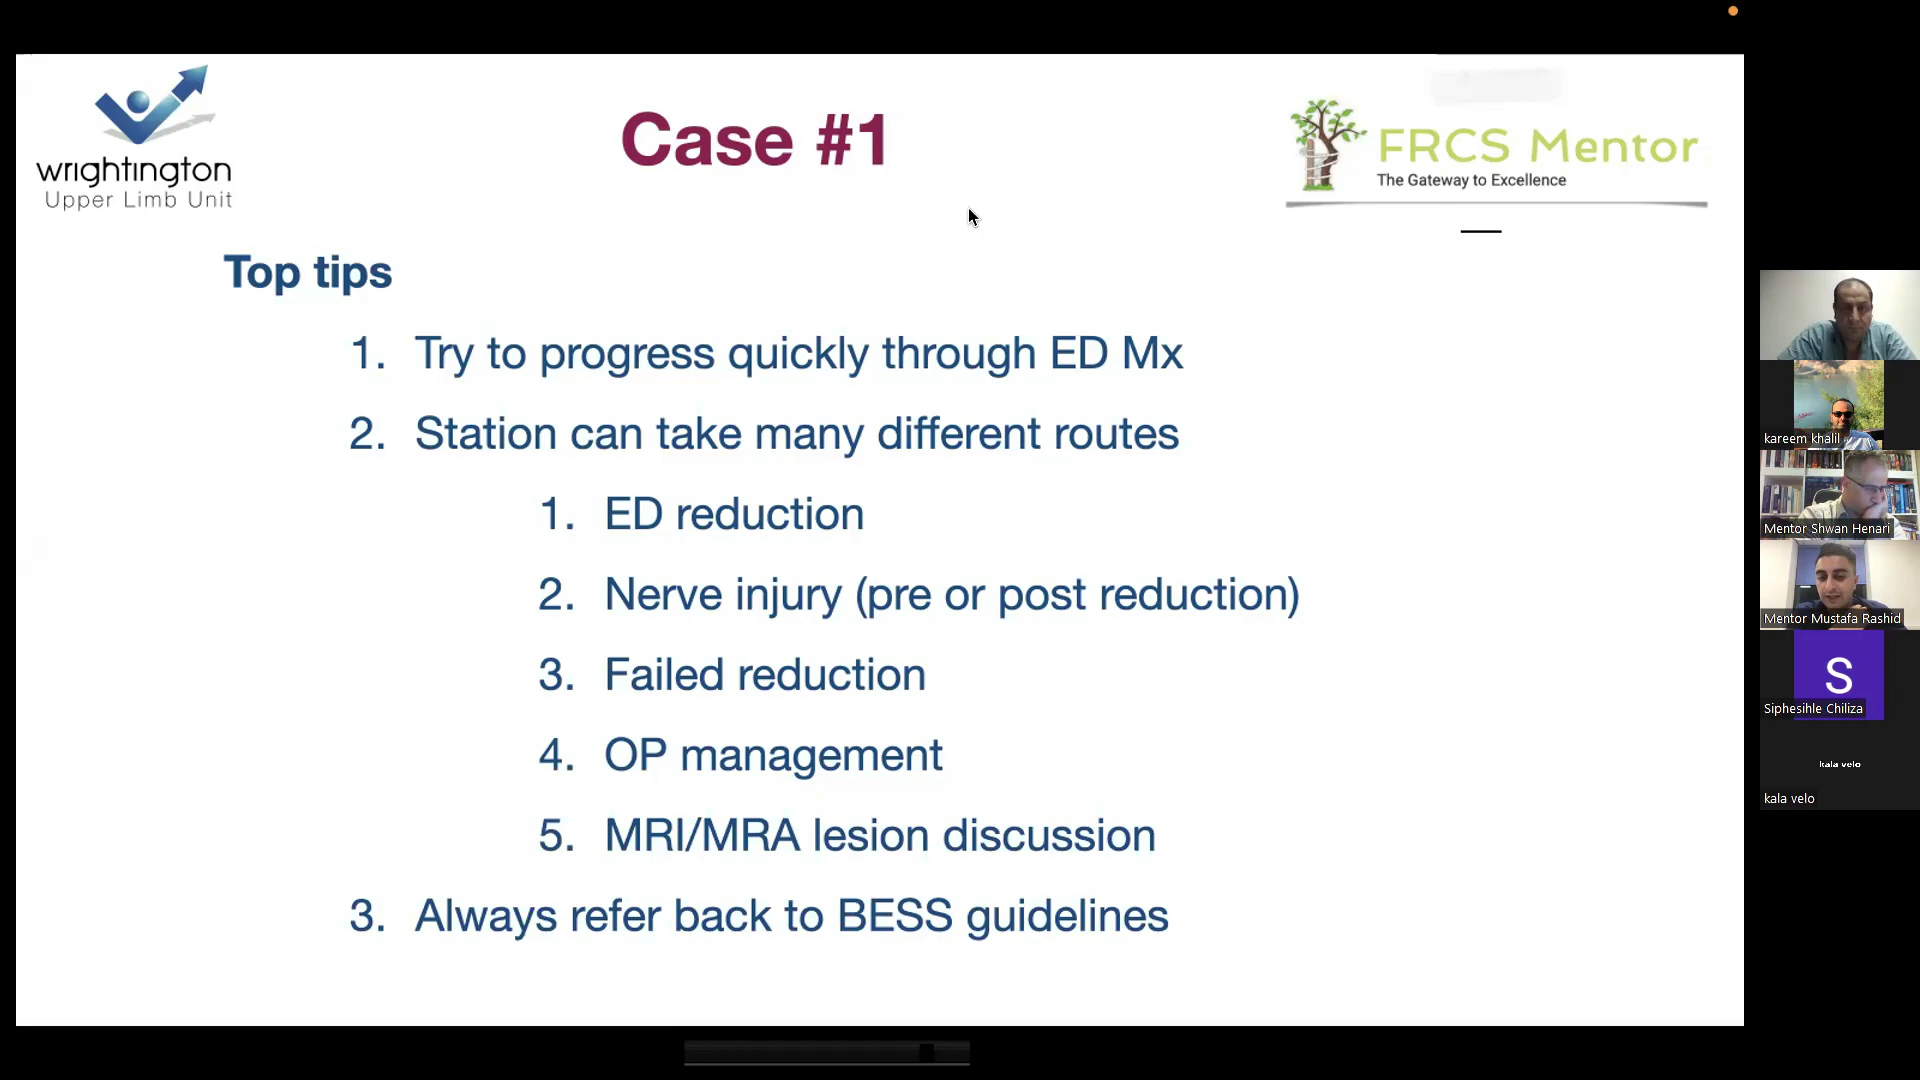 wrightington
Upper Limb Unit
Case #1
FRCS Mentor
The Gateway to Excellence
Top tips
1. Try to progress quickly through ED Mx
2. Station can take many different routes
1. ED reduction
2. Nerve injury (pre or post reduction)
3. Failed reduction
4. OP management
5. MRI/MRA lesion discussion
3. Always refer back to BESS guidelines
kareem khalil
Mentor Shwan Henari
Mentor Mustafa Rashid
S
Siphesihle Chiliza
kala velo
kala velo